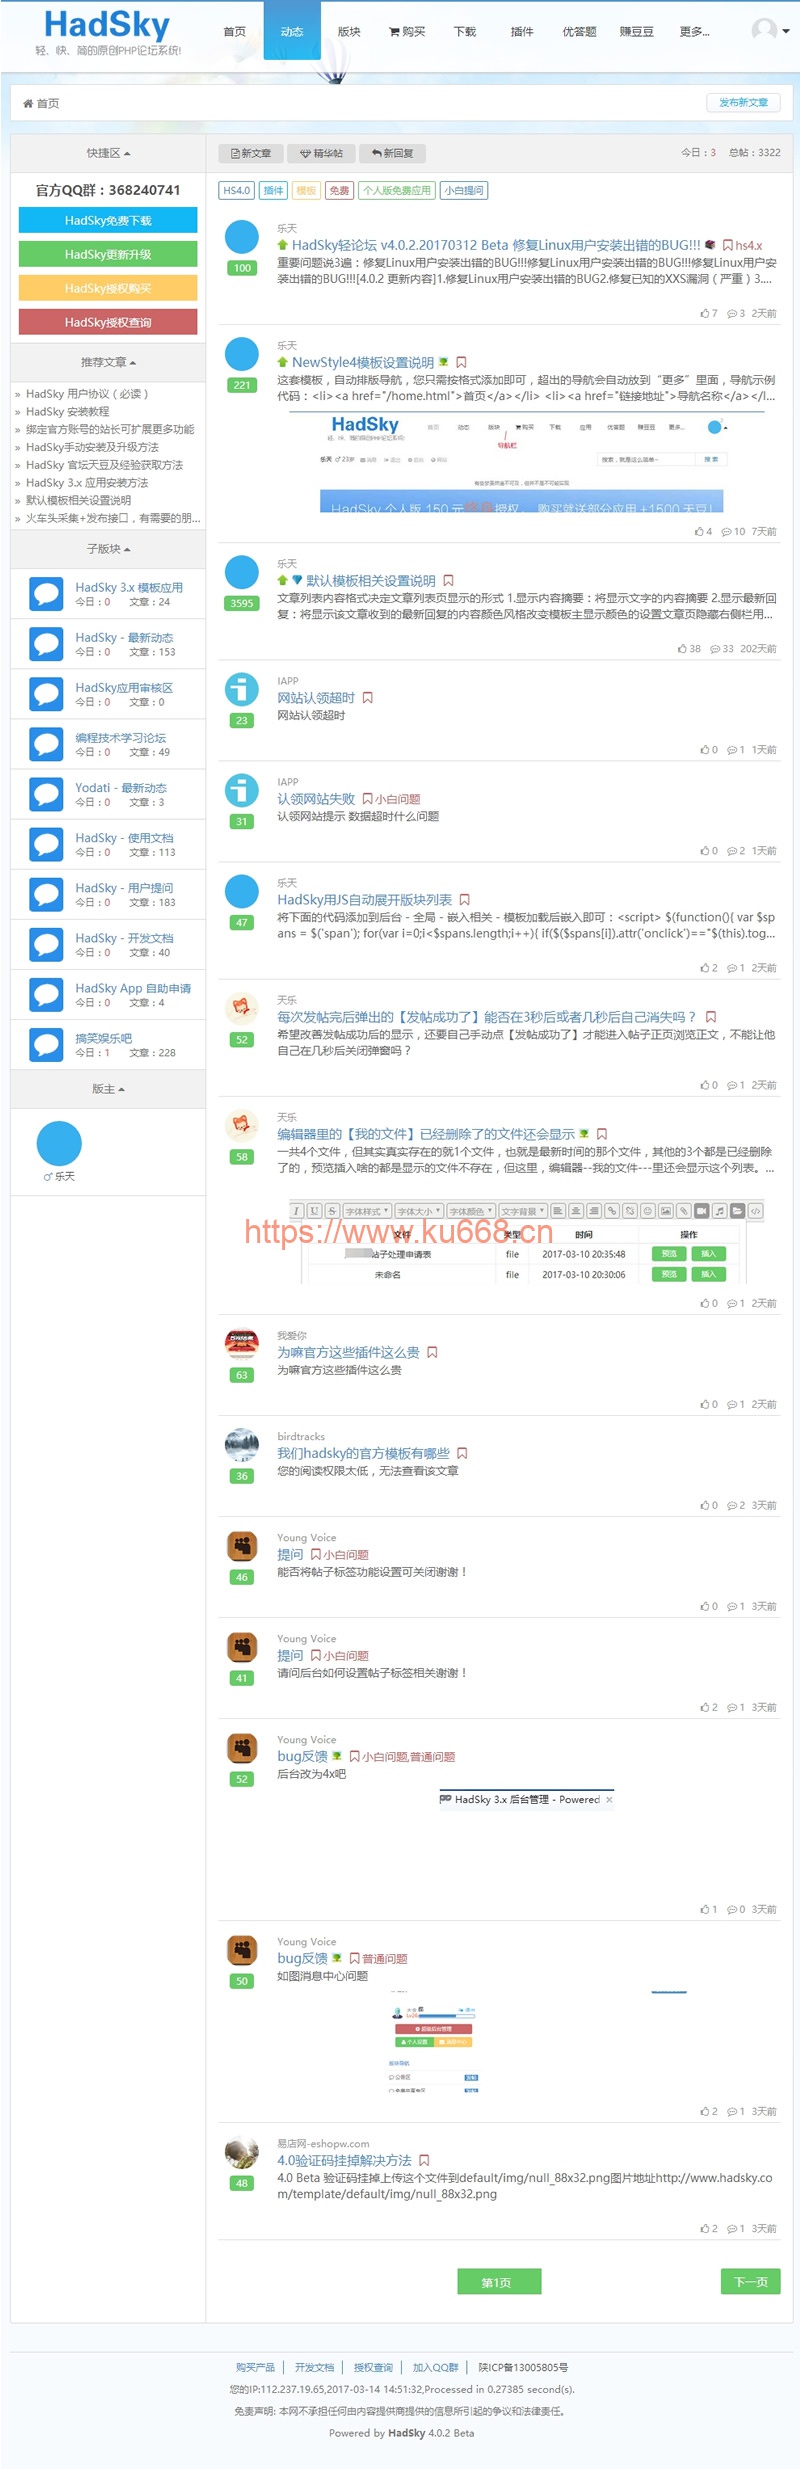 HadSky
轻、快、简的原创PHP论坛系统!
首页 动态 版块 购买 下载 插件 优答题 赚豆豆 更多...
首页
发布新文章
快捷区
官方QQ群：368240741
HadSky免费下载
HadSky更新升级
HadSky授权购买
HadSky授权查询
推荐文章
» HadSky 用户协议（必读）
» HadSky 安装教程
» 绑定官方账号的站长可扩展更多功能
» HadSky手动安装及升级方法
» HadSky 官坛天豆及经验获取方法
» HadSky 3.x 应用安装方法
» 默认模板相关设置说明
» 火车头采集+发布接口，有需要的朋...
子版块
HadSky 3.x 模板应用
今日：0 文章：24
HadSky - 最新动态
今日：0 文章：153
HadSky应用审核区
今日：0 文章：0
编程技术学习论坛
今日：0 文章：49
Yodati - 最新动态
今日：0 文章：3
HadSky - 使用文档
今日：0 文章：113
HadSky - 用户提问
今日：0 文章：183
HadSky - 开发文档
今日：0 文章：40
HadSky App 自助申请
今日：0 文章：4
搞笑娱乐吧
今日：1 文章：228
版主
♂乐天
新文章 精华帖 新回复 今日：3 总帖：3322
HS4.0 插件 模板 免费 个人版免费应用 小白提问
乐天
HadSky轻论坛 v4.0.2.20170312 Beta 修复Linux用户安装出错的BUG!!! hs4.x
100
重要问题说3遍：修复Linux用户安装出错的BUG!!!修复Linux用户安装出错的BUG!!!修复Linux用户安
装出错的BUG!!![4.0.2 更新内容]1.修复Linux用户安装出错的BUG2.修复已知的XXS漏洞（严重）3....
7 3 2天前
乐天
NewStyle4模板设置说明
221
这套模板，自动排版导航，您只需按格式添加即可，超出的导航会自动放到“更多”里面，导航示例
代码：<li><a href="/home.html">首页</a></li> <li><a href="链接地址">导航名称</a></l...
HadSky
首页 动态 版块 购买 下载 应用 优答题 赚豆豆 更多...
轻、快、简的原创PHP论坛系统!
导航栏
搜索，就是这么简单~ 搜 索
HadSky 个人版 150 元 授权， 购买就送部分应用 +1500 天豆!
4 10 7天前
乐天
默认模板相关设置说明
3595
文章列表内容格式决定文章列表页显示的形式 1.显示内容摘要：将显示文字的内容摘要 2.显示最新回
复：将显示该文章收到的最新回复的内容颜色风格改变模板主显示颜色的设置文章页隐藏右侧栏用...
38 33 202天前
IAPP
网站认领超时
23
网站认领超时
0 1 1天前
IAPP
认领网站失败 小白问题
31
认领网站提示 数据超时什么问题
0 2 1天前
乐天
HadSky用JS自动展开版块列表
47
将下面的代码添加到后台 - 全局 - 嵌入相关 - 模板加载后嵌入即可：<script> $(function(){ var $sp
ans = $('span'); for(var i=0;i<$spans.length;i++){ if($($spans[i]).attr('onclick')=="$(this).tog...
2 1 2天前
天乐
每次发帖完后弹出的【发帖成功了】能否在3秒后或者几秒后自己消失吗？
52
希望改善发帖成功后的显示，还要自己手动点【发帖成功了】才能进入帖子正页浏览正文，不能让他
自己在几秒后关闭弹窗吗？
0 1 2天前
天乐
编辑器里的【我的文件】已经删除了的文件还会显示
58
一共4个文件，但其实真实存在的就1个文件，也就是最新时间的那个文件，其他的3个都是已经删除
了的，预览插入啥的都是显示的文件不存在，但这里，编辑器--我的文件---里还会显示这个列表。...
I U S 字体样式 字体大小 字体颜色 文字背景
https://www.ku668.cn
文件 类型 时间 操作
帖子处理申请表 file 2017-03-10 20:35:48 预览 插入
未命名 file 2017-03-10 20:30:06 预览 插入
0 1 2天前
我爱你
为嘛官方这些插件这么贵
63
为嘛官方这些插件这么贵
0 1 2天前
birdtracks
我们hadsky的官方模板有哪些
36
您的阅读权限太低，无法查看该文章
0 2 3天前
Young Voice
提问 小白问题
46
能否将帖子标签功能设置可关闭谢谢！
0 1 3天前
Young Voice
提问 小白问题
41
请问后台如何设置帖子标签相关谢谢！
2 1 3天前
Young Voice
bug反馈 小白问题,普通问题
52
后台改为4x吧
HadSky 3.x 后台管理 - Powered ×
1 0 3天前
Young Voice
bug反馈 普通问题
50
如图消息中心问题
2 1 3天前
易店网-eshopw.com
4.0验证码挂掉解决方法
48
4.0 Beta 验证码挂掉上传这个文件到default/img/null_88x32.png图片地址http://www.hadsky.co
m/template/default/img/null_88x32.png
2 1 3天前
第1页 下一页
购买产品 │ 开发文档 │ 授权查询 │ 加入QQ群 │ 陕ICP备13005805号
您的IP:112.237.19.65,2017-03-14 14:51:32,Processed in 0.27385 second(s).
免责声明: 本网不承担任何由内容提供商提供的信息所引起的争议和法律责任。
Powered by HadSky 4.0.2 Beta